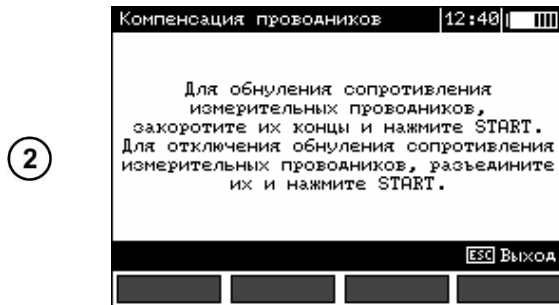 Компенсация проводников 12:40
Для обнуления сопротивления
измерительных проводников,
закоротите их концы и нажмите START.
Для отключения обнуления сопротивления
измерительных проводников, разъедините
их и нажмите START.
2
ESC Выход